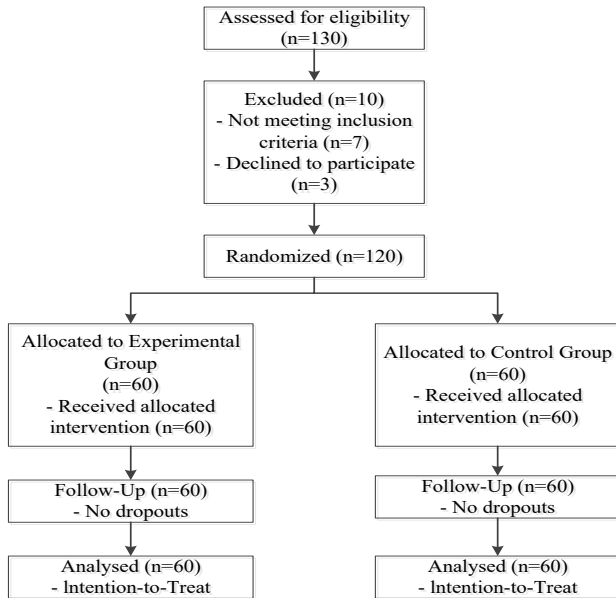 Assessed for eligibility
(n=130)
Excluded (n=10)
- Not meeting inclusion
criteria (n=7)
- Declined to participate
(n=3)
Randomized (n=120)
Allocated to Experimental
Group
(n=60)
- Received allocated
intervention (n=60)
Allocated to Control Group
(n=60)
- Received allocated
intervention (n=60)
Follow-Up (n=60)
- No dropouts
Follow-Up (n=60)
- No dropouts
Analysed (n=60)
- Intention-to-Treat
Analysed (n=60)
- Intention-to-Treat